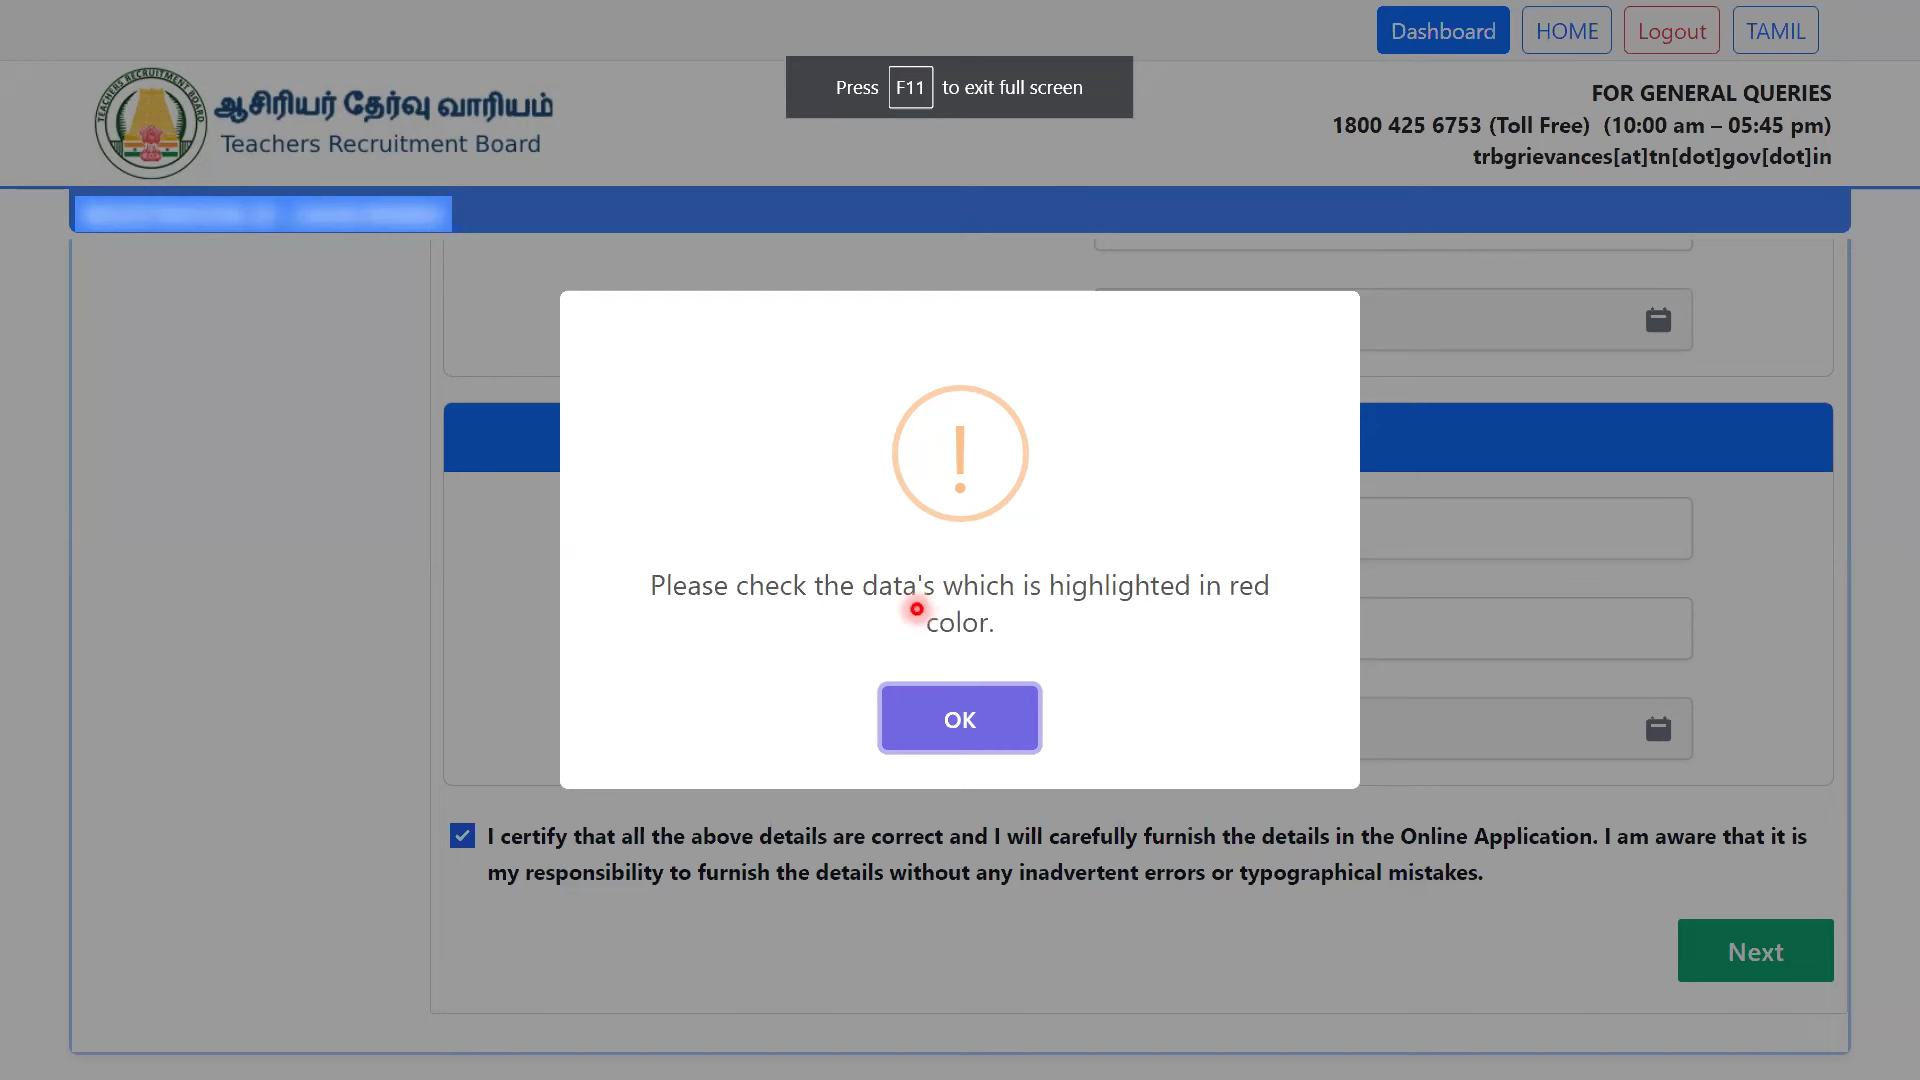 Dashboard HOME Logout TAMIL
Press F11 to exit full screen
TEACHERS RECRUITMENT BOARD
ஆசிரியர் தேர்வு வாரியம்
Teachers Recruitment Board
FOR GENERAL QUERIES
1800 425 6753 (Toll Free) (10:00 am – 05:45 pm)
trbgrievances[at]tn[dot]gov[dot]in
Please check the data's which is highlighted in red
color.
OK
I certify that all the above details are correct and I will carefully furnish the details in the Online Application. I am aware that it is
my responsibility to furnish the details without any inadvertent errors or typographical mistakes.
Next